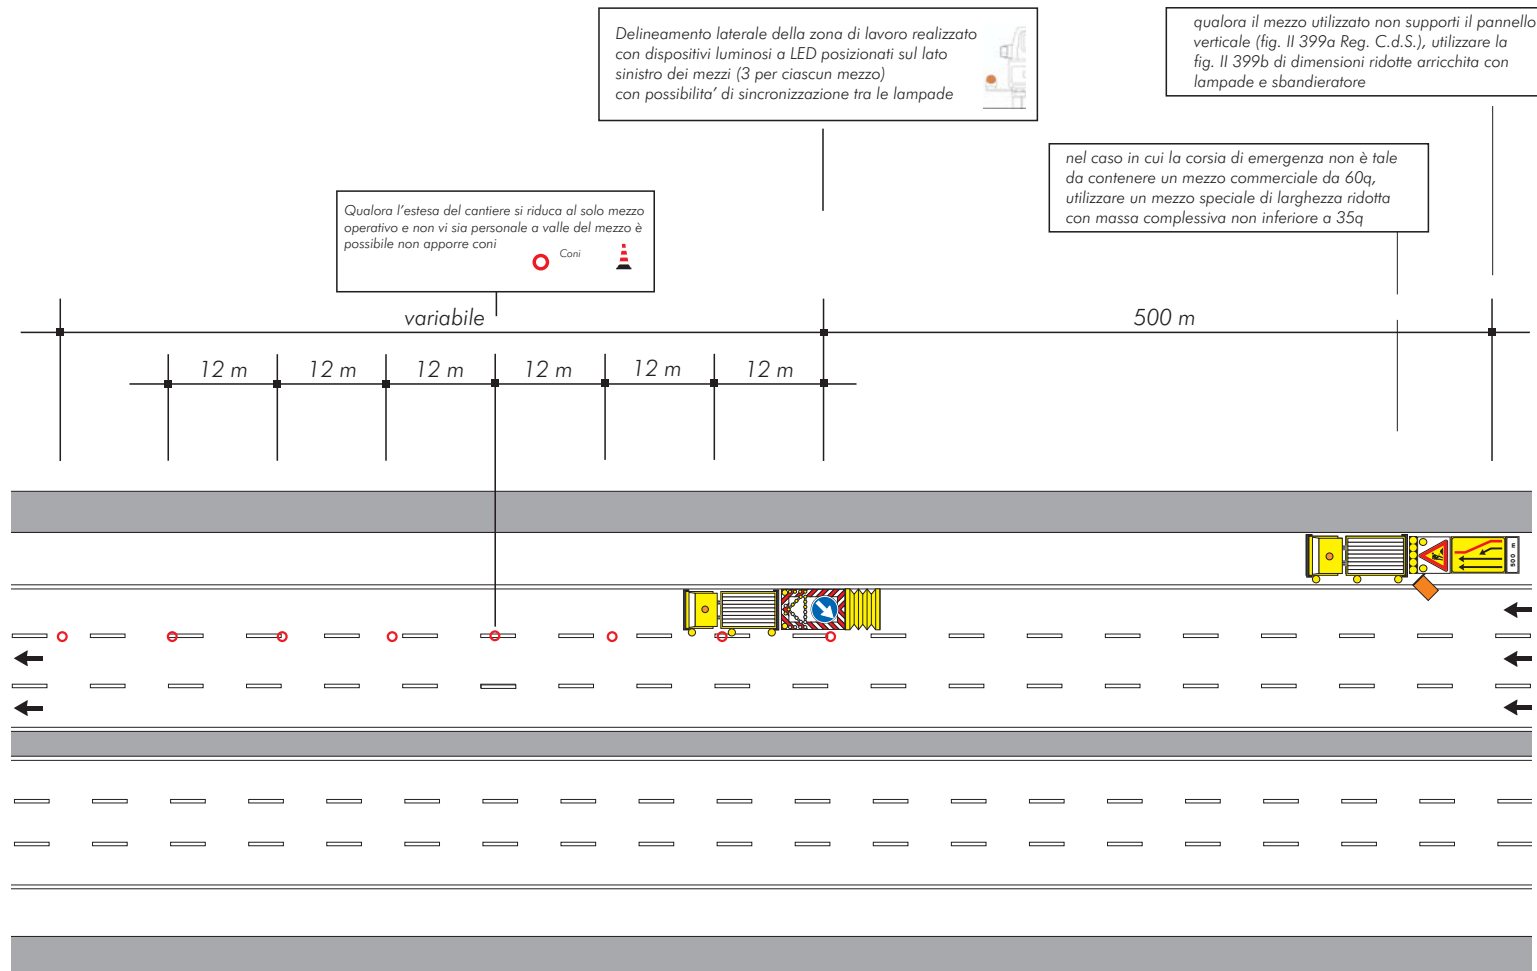 Delineamento laterale della zona di lavoro realizzato
con dispositivi luminosi a LED posizionati sul lato
sinistro dei mezzi (3 per ciascun mezzo)
con possibilita' di sincronizzazione tra le lampade
qualora il mezzo utilizzato non supporti il pannello
verticale (fig. II 399a Reg. C.d.S.), utilizzare la
fig. II 399b di dimensioni ridotte arricchita con
lampade e sbandieratore
nel caso in cui la corsia di emergenza non è tale
da contenere un mezzo commerciale da 60q,
utilizzare un mezzo speciale di larghezza ridotta
con massa complessiva non inferiore a 35q
Qualora l'estesa del cantiere si riduca al solo mezzo
operativo e non vi sia personale a valle del mezzo è
possibile non apporre coni
Coni
variabile
500 m
12 m
12 m
12 m
12 m
12 m
12 m
500 m